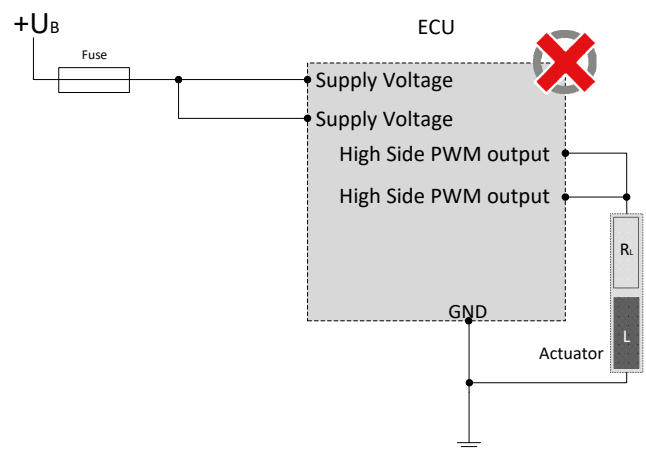 +UB
ECU
Fuse
Supply Voltage
Supply Voltage
High Side PWM output
High Side PWM output
RL
GND
L
Actuator